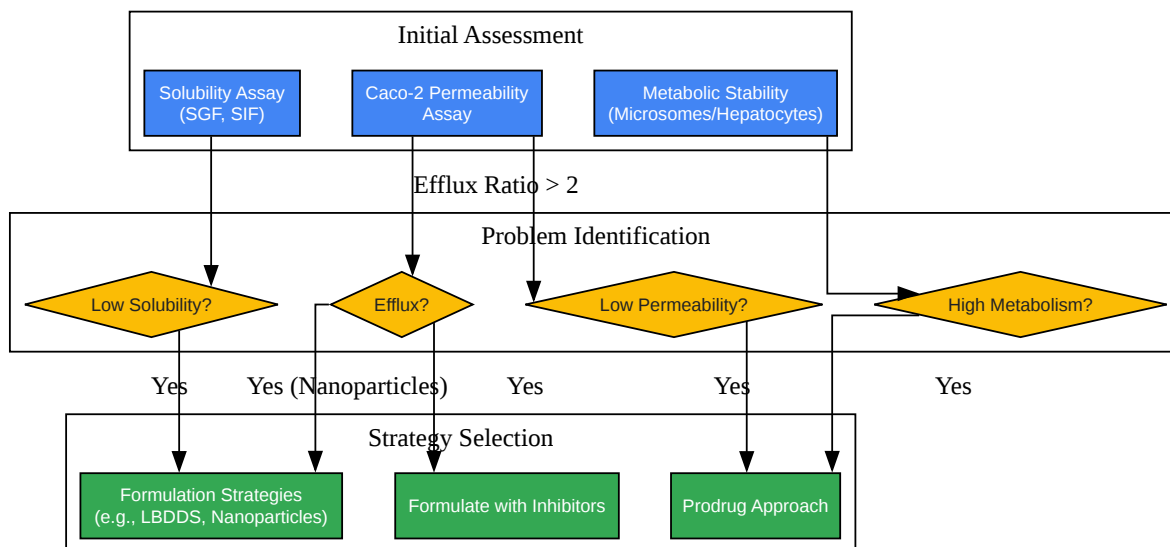 Initial Assessment
Solubility Assay
(SGF, SIF)
Caco-2 Permeability
Assay
Metabolic Stability
(Microsomes/Hepatocytes)
Efflux Ratio > 2
Problem Identification
Low Solubility?
Efflux?
Low Permeability?
High Metabolism?
Yes
Yes (Nanoparticles)
Yes
Yes
Yes
Strategy Selection
Formulation Strategies
(e.g., LBDDS, Nanoparticles)
Formulate with Inhibitors
Prodrug Approach